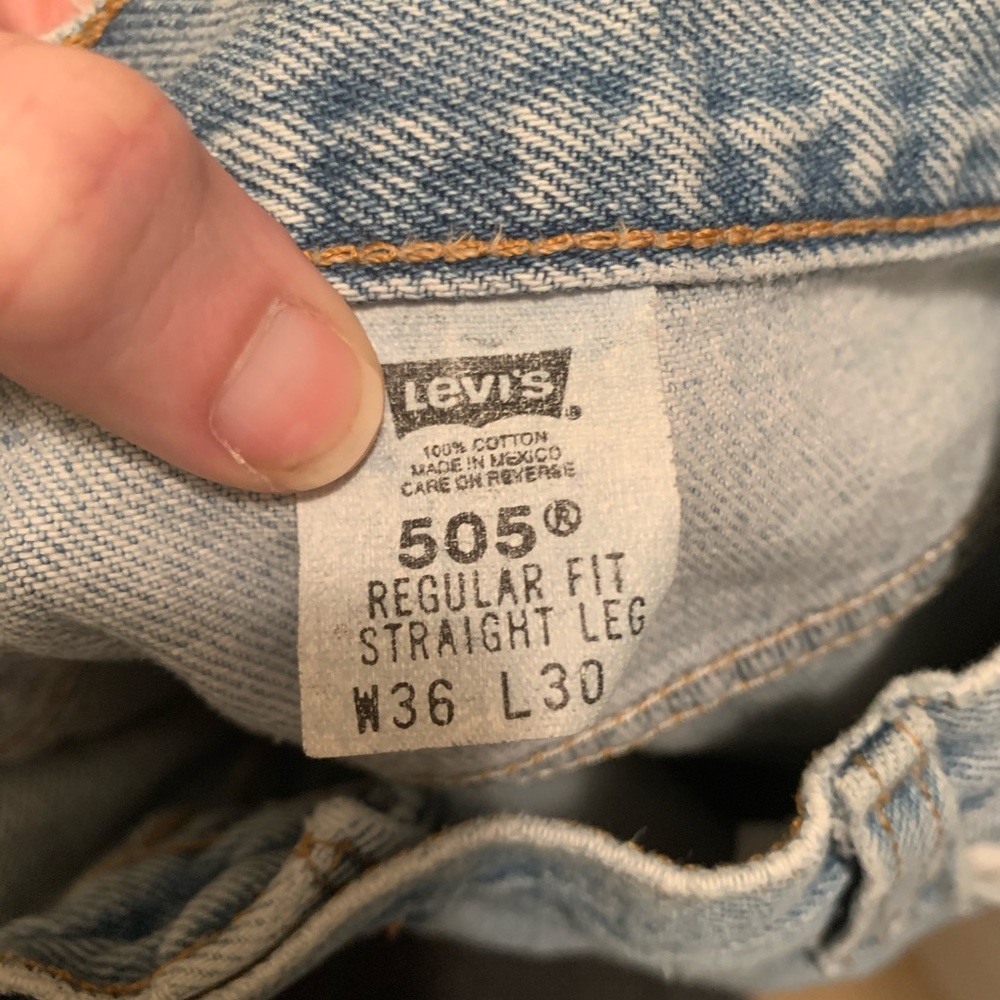 Levi's ®
100% COTTON
MADE IN MEXICO
CARE ON REVERSE
505®
REGULAR FIT
STRAIGHT LEG
W36 L30